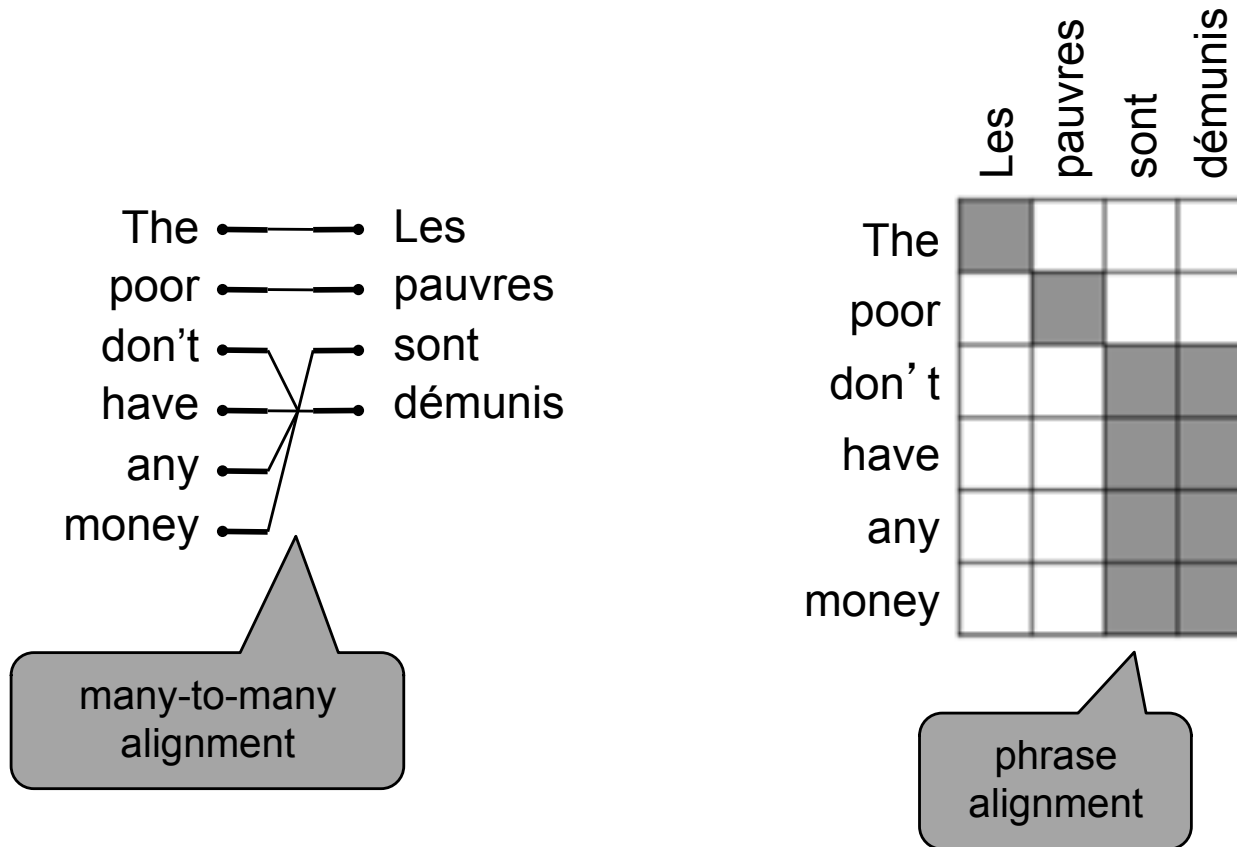 The Les
poor pauvres
don't sont
have démunis
any
money
many-to-many
alignment
Les
pauvres
sont
démunis
The
poor
don’ t
have
any
money
phrase
alignment